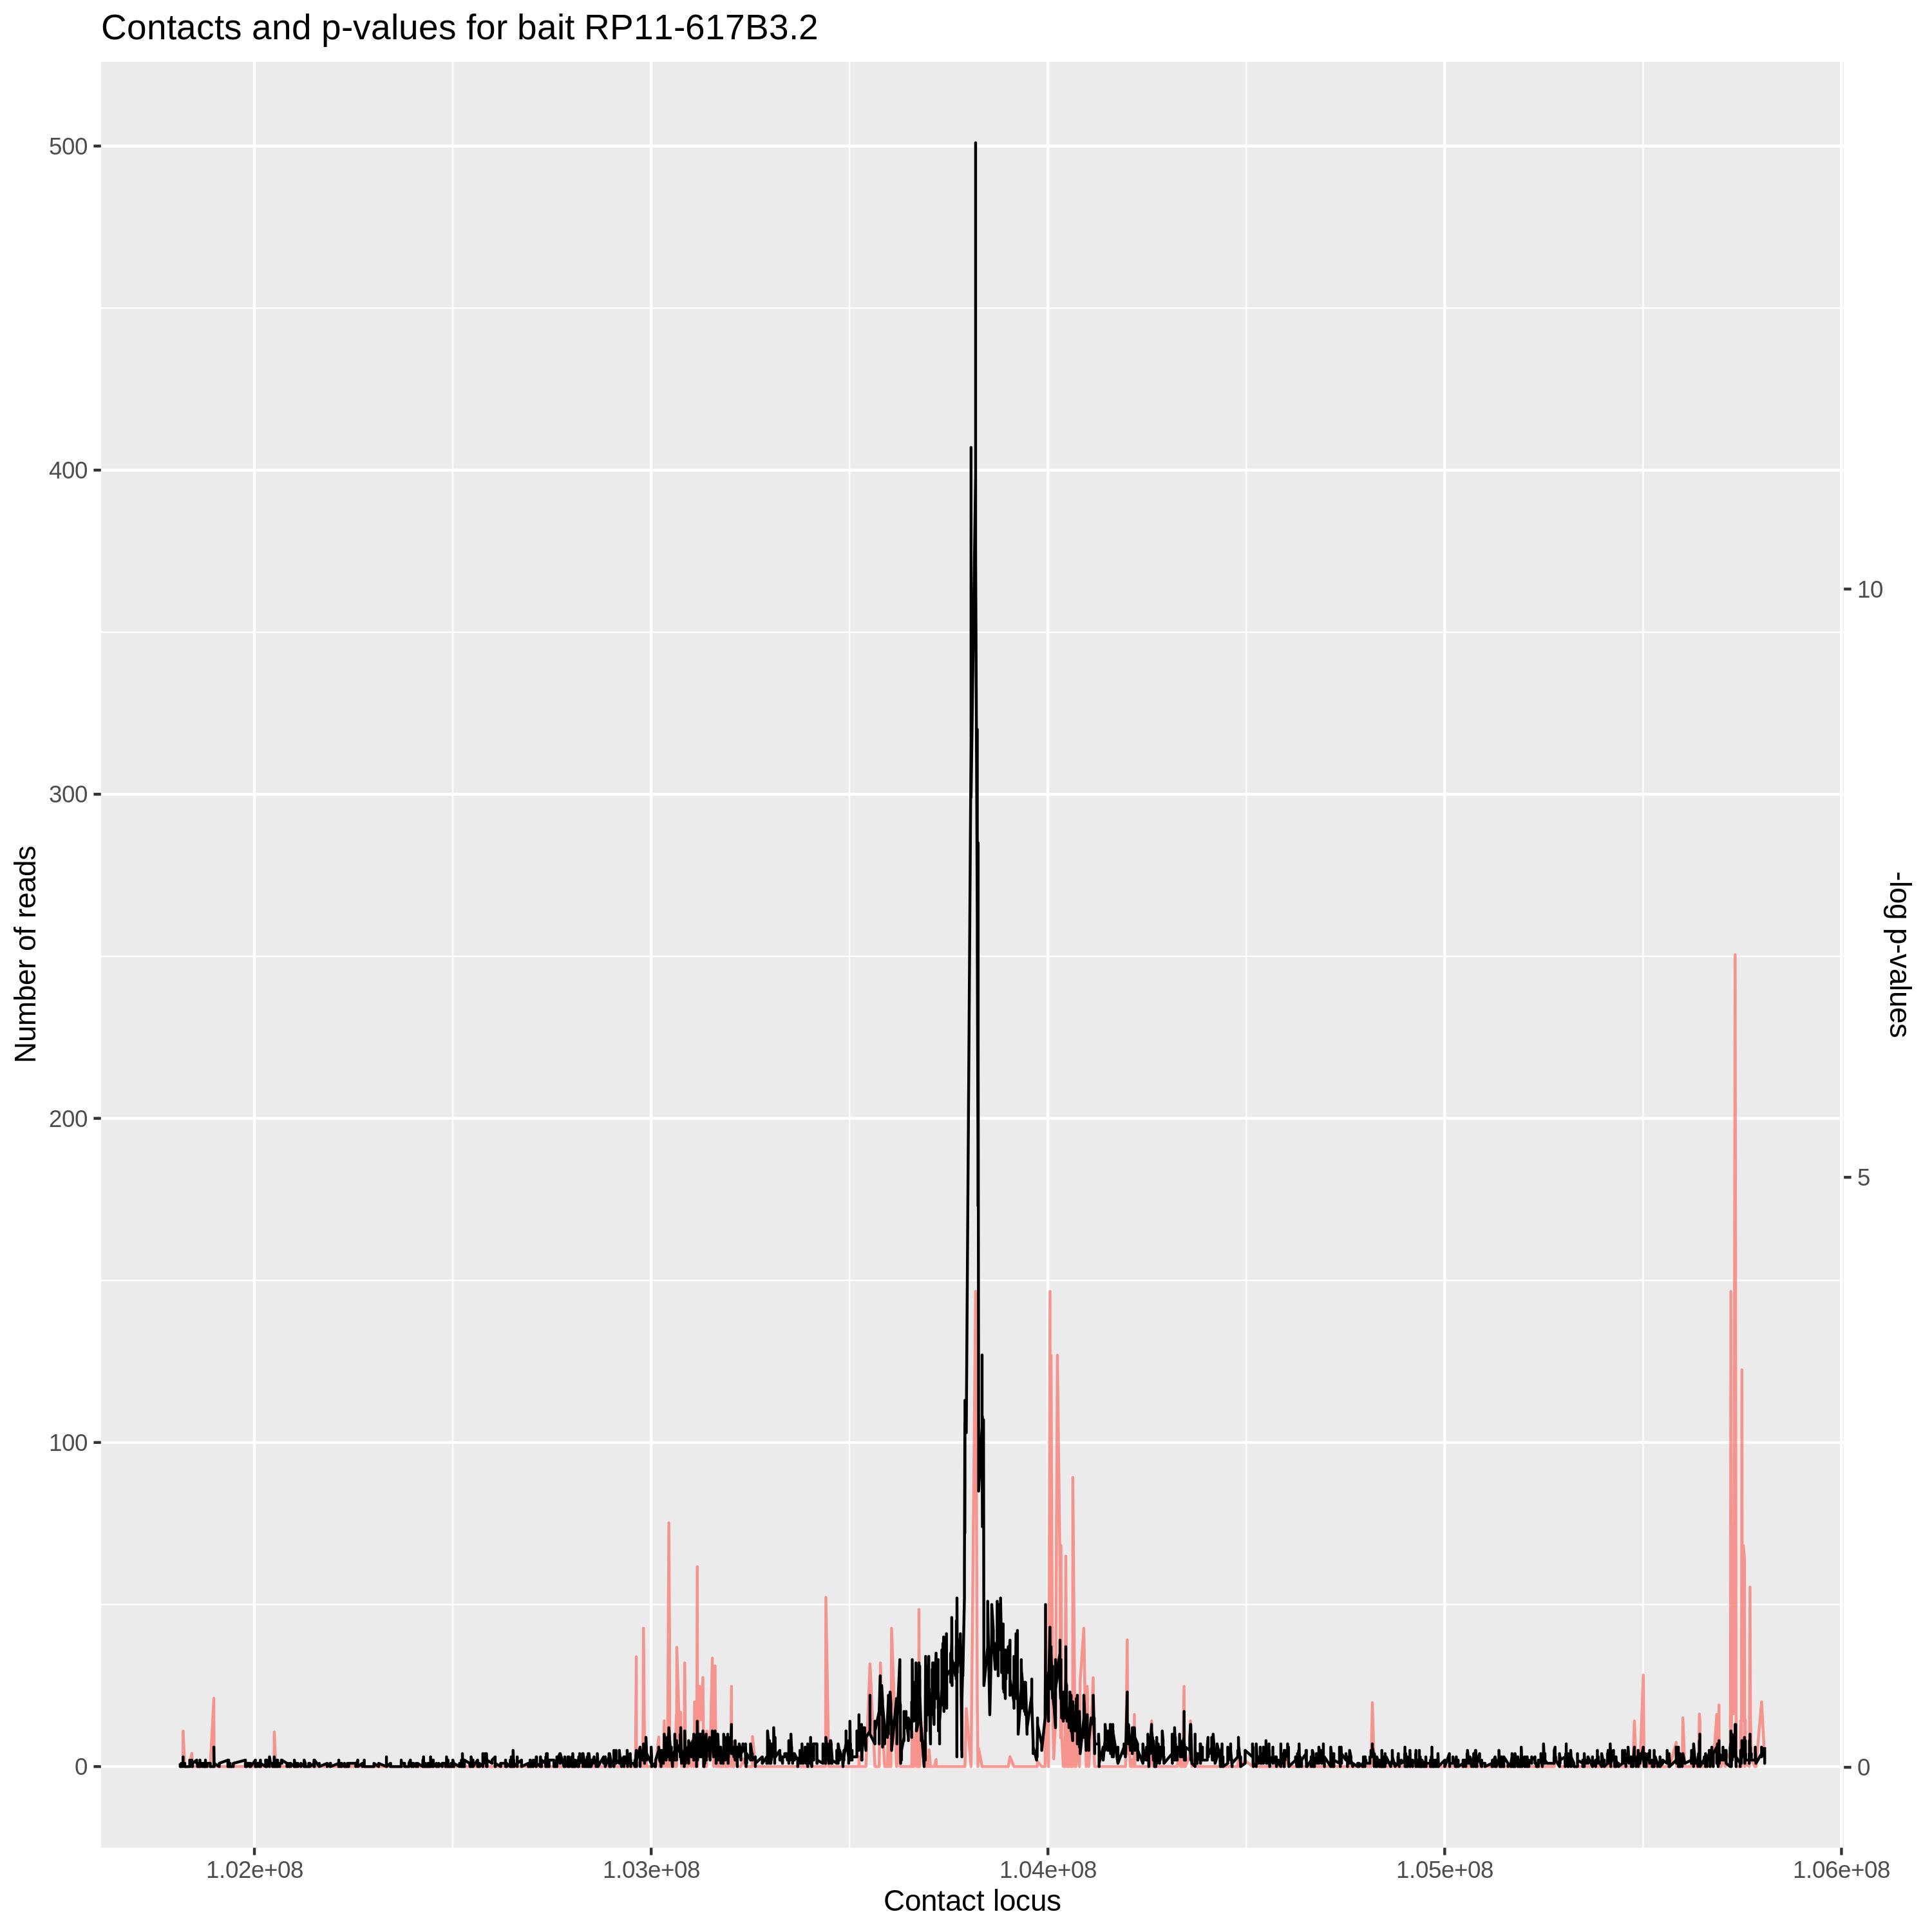 Contacts and p-values for bait RP11-617B3.2
500
400
300
200
100
0
Number of reads
10
5
0
-log p-values
1.02e+08 1.03e+08 1.04e+08 1.05e+08 1.06e+08
Contact locus